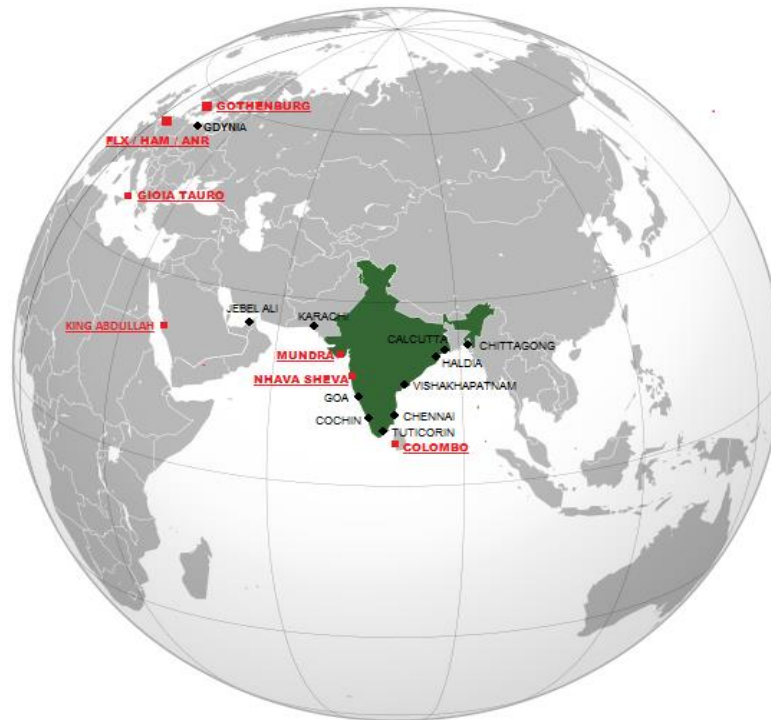 GOTHENBURG
GDYNIA
FLX / HAM / ANR
GIOIA TAURO
JEBEL ALI
KARACHI
KING ABDULLAH
CALCUTTA
CHITTAGONG
MUNDRA
HALDIA
NHAVA SHEVA
VISHAKHAPATNAM
GOA
CHENNAI
COCHIN
TUTICORIN
COLOMBO